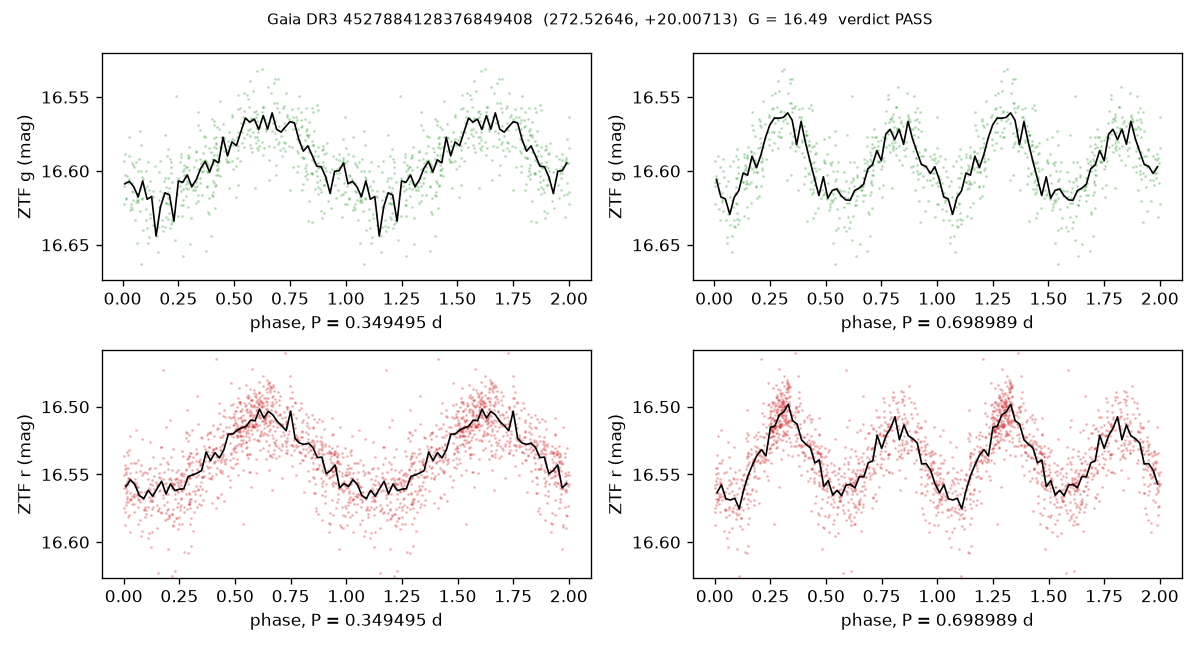 Gaia DR3 4527884128376849408  (272.52646, +20.00713)  G = 16.49  verdict PASS
ZTF g (mag)
16.55
16.60
16.65
0.00 0.25 0.50 0.75 1.00 1.25 1.50 1.75 2.00
phase, P = 0.349495 d
ZTF g (mag)
16.55
16.60
16.65
0.00 0.25 0.50 0.75 1.00 1.25 1.50 1.75 2.00
phase, P = 0.698989 d
ZTF r (mag)
16.50
16.55
16.60
0.00 0.25 0.50 0.75 1.00 1.25 1.50 1.75 2.00
phase, P = 0.349495 d
ZTF r (mag)
16.50
16.55
16.60
0.00 0.25 0.50 0.75 1.00 1.25 1.50 1.75 2.00
phase, P = 0.698989 d